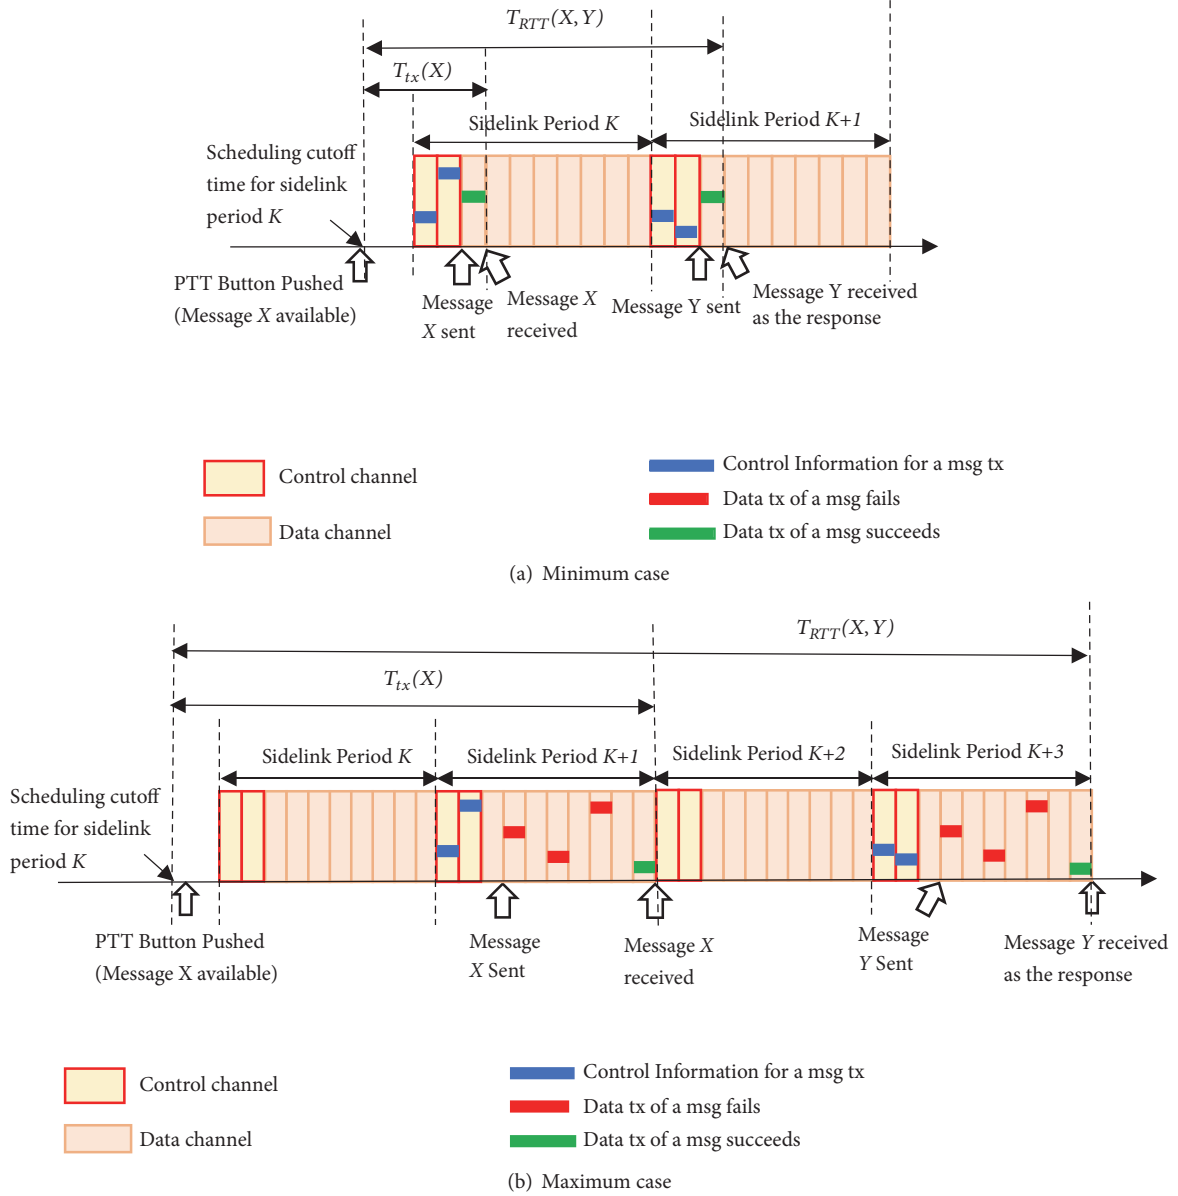 T_RTT(X, Y)
T_tx(X)
Sidelink Period K
Sidelink Period K+1
Scheduling cutoff
time for sidelink
period K
PTT Button Pushed
(Message X available)
Message
X sent
Message X
received
Message Y sent
Message Y received
as the response
Control channel
Data channel
Control Information for a msg tx
Data tx of a msg fails
Data tx of a msg succeeds
(a) Minimum case
T_RTT(X, Y)
T_tx(X)
Sidelink Period K
Sidelink Period K+1
Sidelink Period K+2
Sidelink Period K+3
Scheduling cutoff
time for sidelink
period K
PTT Button Pushed
(Message X available)
Message
X Sent
Message X
received
Message
Y Sent
Message Y received
as the response
Control channel
Data channel
Control Information for a msg tx
Data tx of a msg fails
Data tx of a msg succeeds
(b) Maximum case